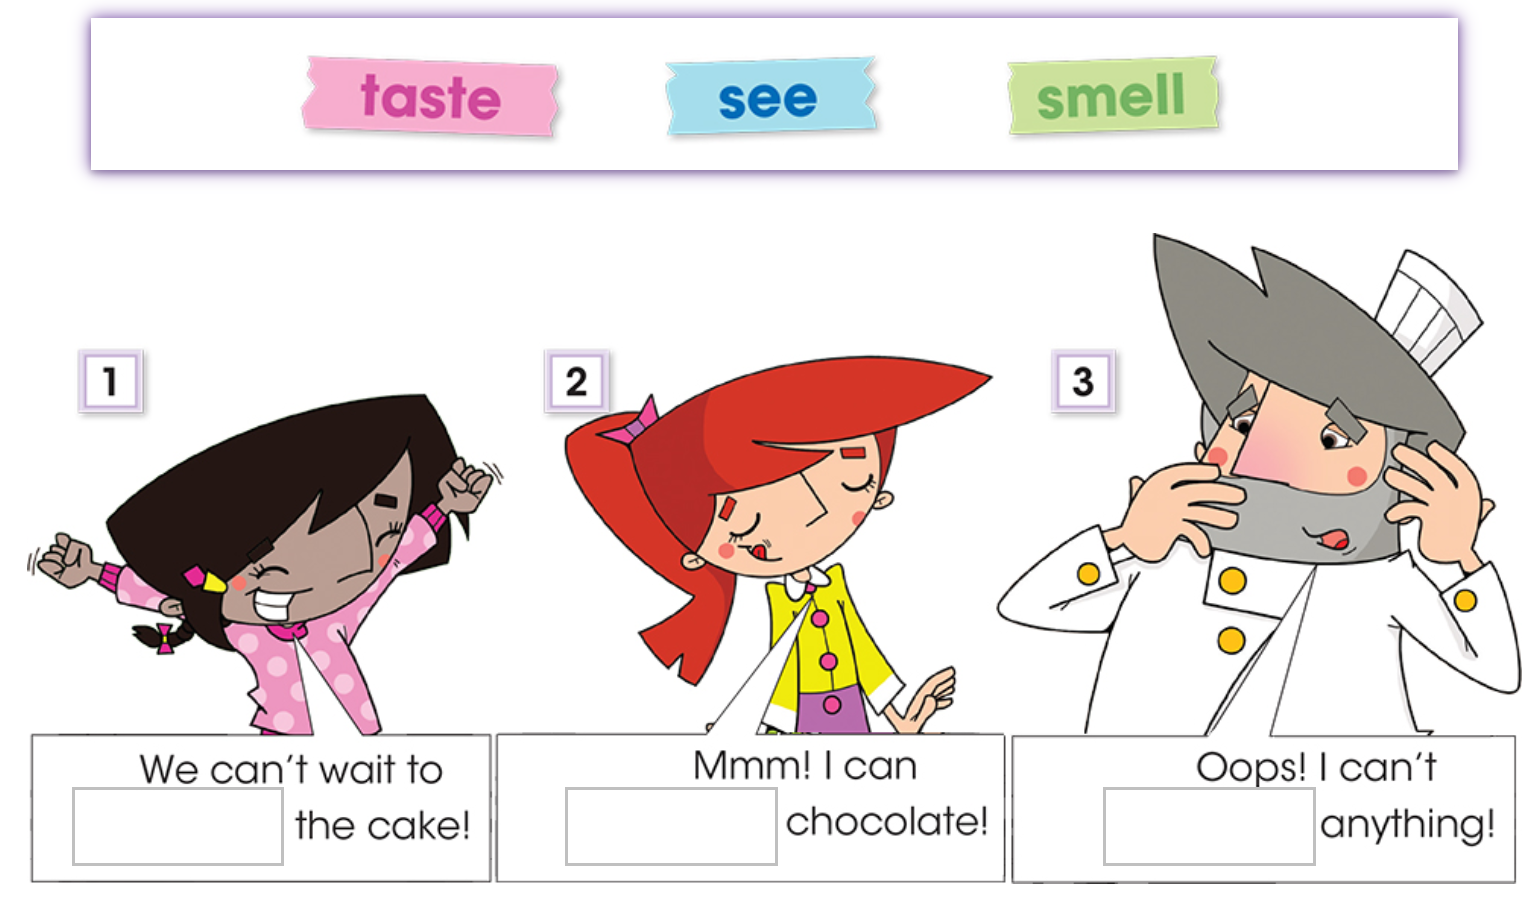 taste see smell
1
2
3
We can't wait to
the cake!
Mmm! I can
chocolate!
Oops! I can't
anything!